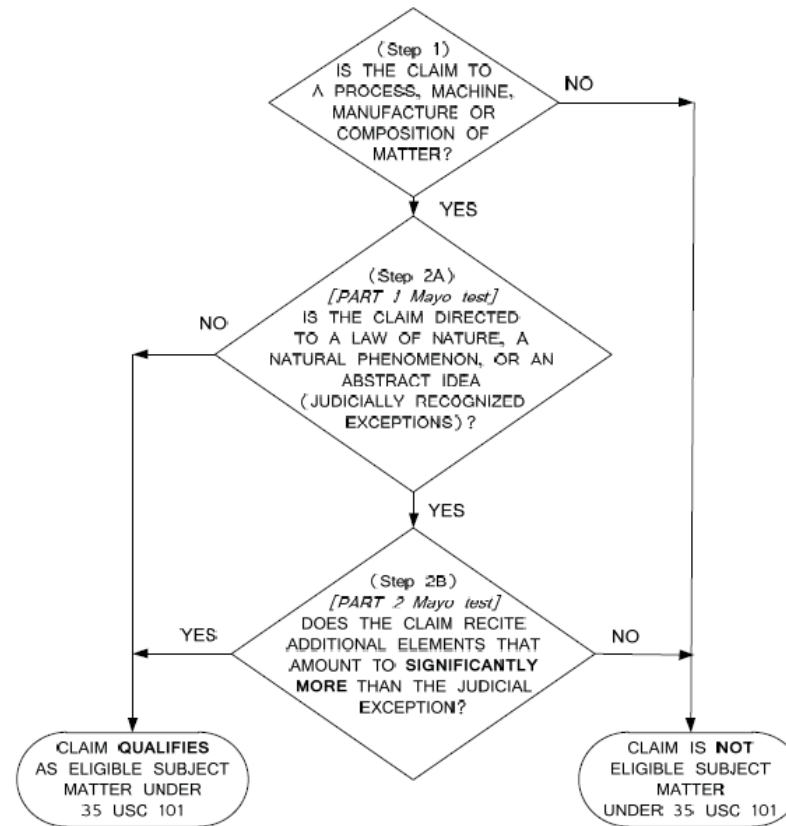 (Step 1)
IS THE CLAIM TO
A PROCESS, MACHINE,
MANUFACTURE OR
COMPOSITION OF
MATTER?
NO
YES
(Step 2A)
[PART 1 Mayo test]
IS THE CLAIM DIRECTED
TO A LAW OF NATURE, A
NATURAL PHENOMENON, OR AN
ABSTRACT IDEA
(JUDICIALLY RECOGNIZED
EXCEPTIONS)?
NO
YES
(Step 2B)
[PART 2 Mayo test]
DOES THE CLAIM RECITE
ADDITIONAL ELEMENTS THAT
AMOUNT TO SIGNIFICANTLY
MORE THAN THE JUDICIAL
EXCEPTION?
YES
NO
CLAIM QUALIFIES
AS ELIGIBLE SUBJECT
MATTER UNDER
35 USC 101
CLAIM IS NOT
ELIGIBLE SUBJECT
MATTER
UNDER 35 USC 101